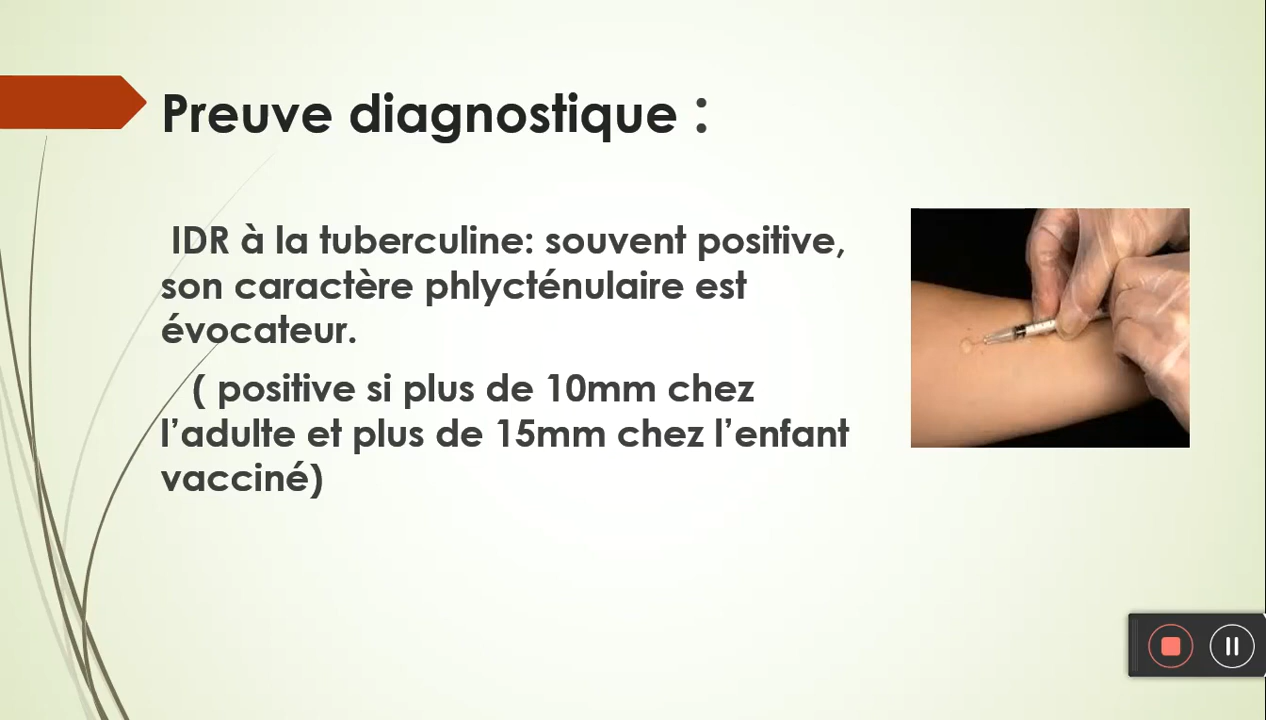 Preuve diagnostique :
IDR à la tuberculine: souvent positive,
son caractère phlycténulaire est
évocateur.
( positive si plus de 10mm chez
l’adulte et plus de 15mm chez l’enfant
vacciné)